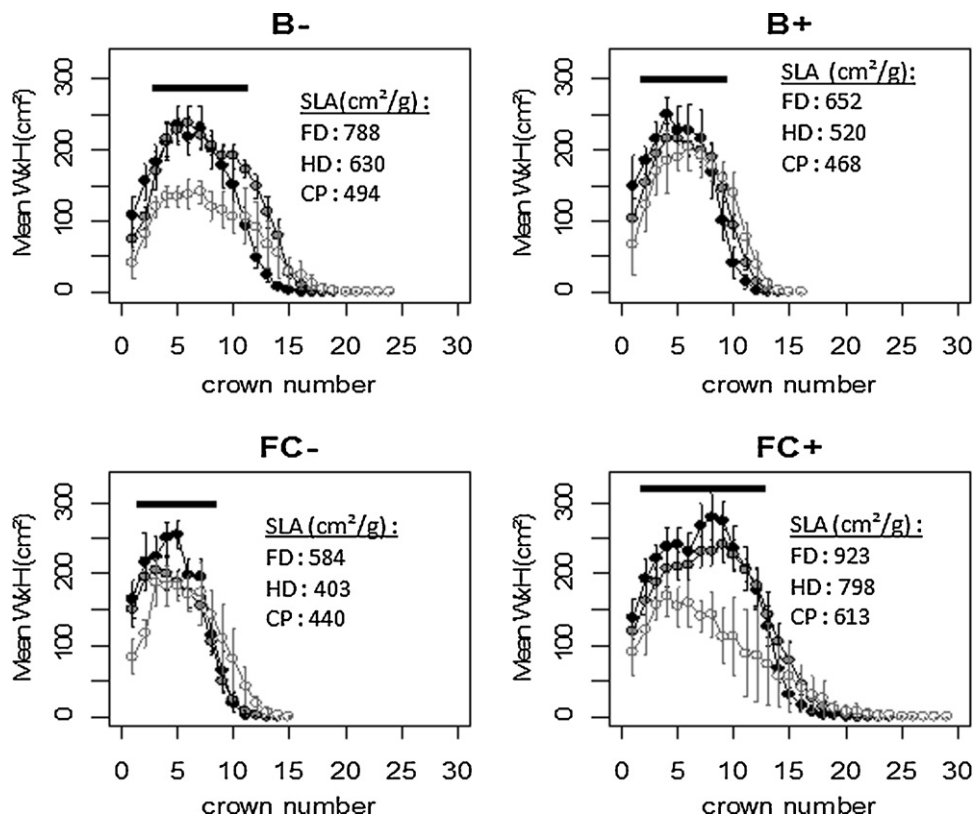 B-
Mean WxH(cm²)
300
200
100
0
SLA(cm²/g) :
FD : 788
HD : 630
CP : 494
0 5 10 15 20 25 30
crown number
B+
Mean WxH(cm²)
300
200
100
0
SLA (cm²/g) :
FD : 652
HD : 520
CP : 468
0 5 10 15 20 25 30
crown number
FC-
Mean WxH(cm²)
300
200
100
0
SLA (cm²/g) :
FD : 584
HD : 403
CP : 440
0 5 10 15 20 25 30
crown number
FC+
Mean WxH(cm²)
300
200
100
0
SLA (cm²/g) :
FD : 923
HD : 798
CP : 613
0 5 10 15 20 25 30
crown number